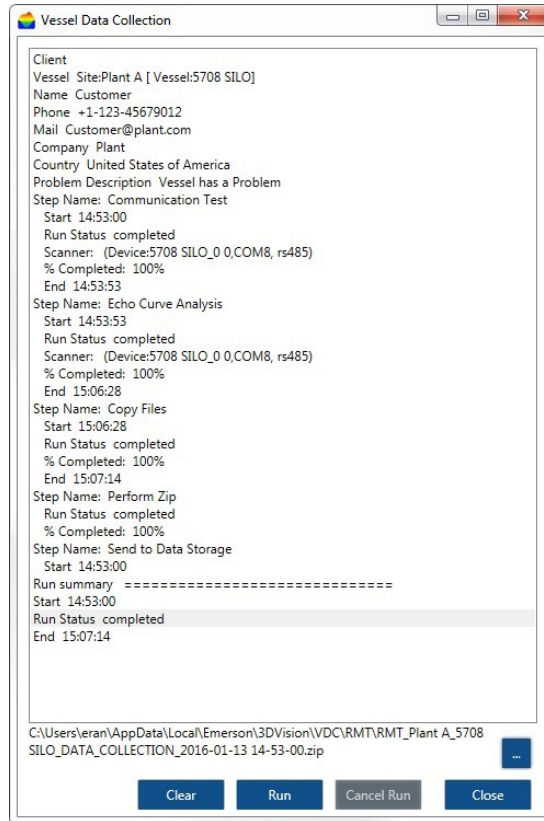 Vessel Data Collection
Client
Vessel Site:Plant A [ Vessel:5708 SILO]
Name Customer
Phone +1-123-45679012
Mail Customer@plant.com
Company Plant
Country United States of America
Problem Description Vessel has a Problem
Step Name: Communication Test
Start 14:53:00
Run Status completed
Scanner: (Device:5708 SILO_0 0,COM8, rs485)
% Completed: 100%
End 14:53:53
Step Name: Echo Curve Analysis
Start 14:53:53
Run Status completed
Scanner: (Device:5708 SILO_0 0,COM8, rs485)
% Completed: 100%
End 15:06:28
Step Name: Copy Files
Start 15:06:28
Run Status completed
% Completed: 100%
End 15:07:14
Step Name: Perform Zip
Run Status completed
% Completed: 100%
Step Name: Send to Data Storage
Start 14:53:00
Run summary ==============================
Start 14:53:00
Run Status completed
End 15:07:14
C:\Users\eran\AppData\Local\Emerson\3DVision\VDC\RMT\RMT_Plant A_5708
SILO_DATA_COLLECTION_2016-01-13 14-53-00.zip
...
Clear Run Cancel Run Close